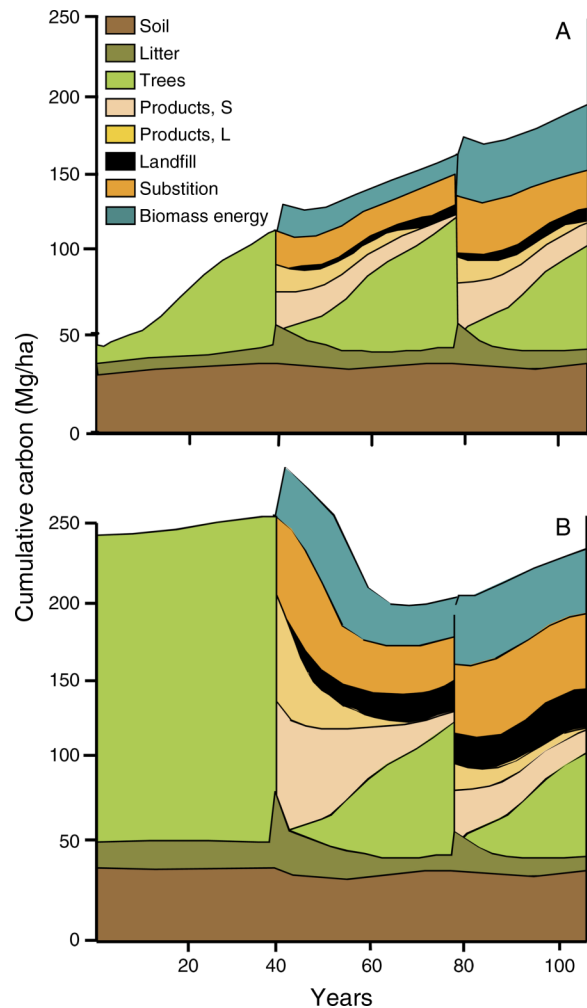 250
200
150
100
50
0
A
Soil
Litter
Trees
Products, S
Products, L
Landfill
Substition
Biomass energy
Cumulative carbon (Mg/ha)
B
250
200
150
100
50
0
20
40
60
80
100
Years